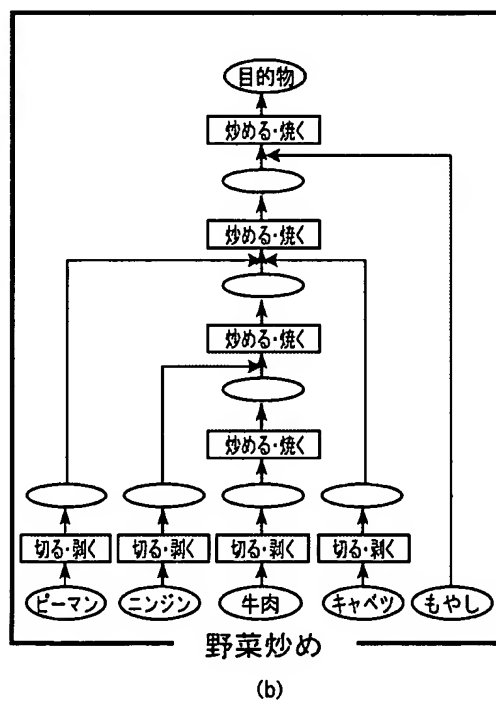 目的物
炒める・焼く
炒める・焼く
炒める・焼く
炒める・焼く
切る・剥く 切る・剥く 切る・剥く 切る・剥く
ピーマン ニンジン 牛肉 キャベツ もやし
野菜炒め
(b)